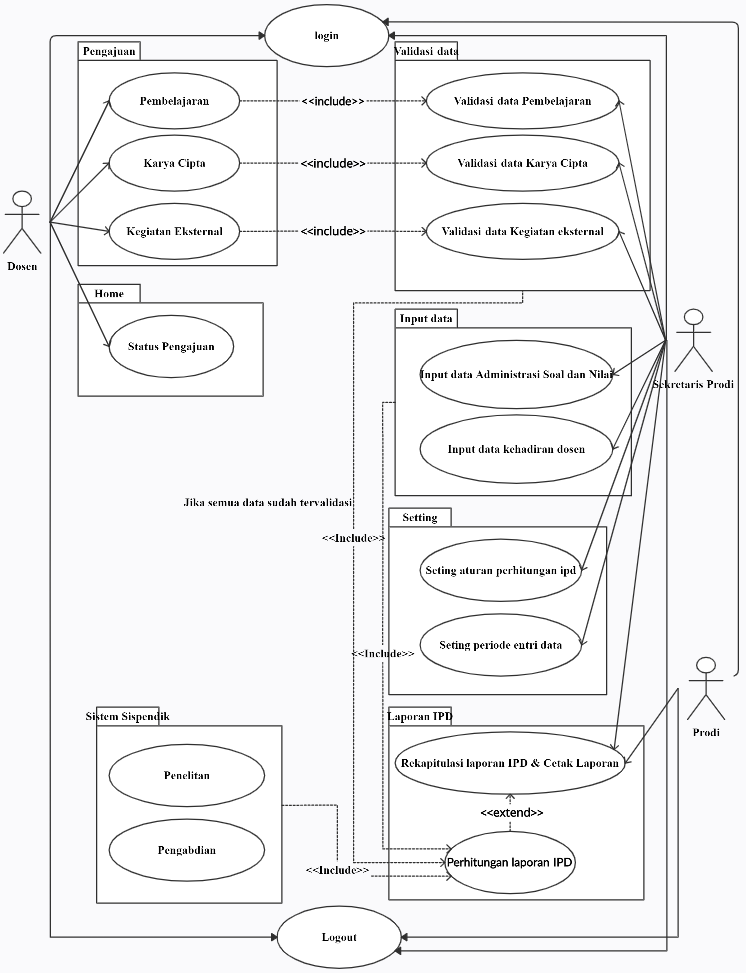 login
Pengajuan
Validasi data
Pembelajaran
<<include>>
Validasi data Pembelajaran
Karya Cipta
<<include>>
Validasi data Karya Cipta
Kegiatan Eksternal
<<include>>
Validasi data Kegiatan eksternal
Dosen
Home
Status Pengajuan
Input data
Input data Administrasi Soal dan Nilai
Sekretaris Prodi
Input data kehadiran dosen
Jika semua data sudah tervalidasi
Setting
<<Include>>
Seting aturan perhitungan ipd
Seting periode entri data
<<Include>>
Sistem Sispendik
Laporan IPD
Prodi
Penelitan
Rekapitulasi laporan IPD & Cetak Laporan
<<extend>>
Pengabdian
Perhitungan laporan IPD
<<Include>>
Logout